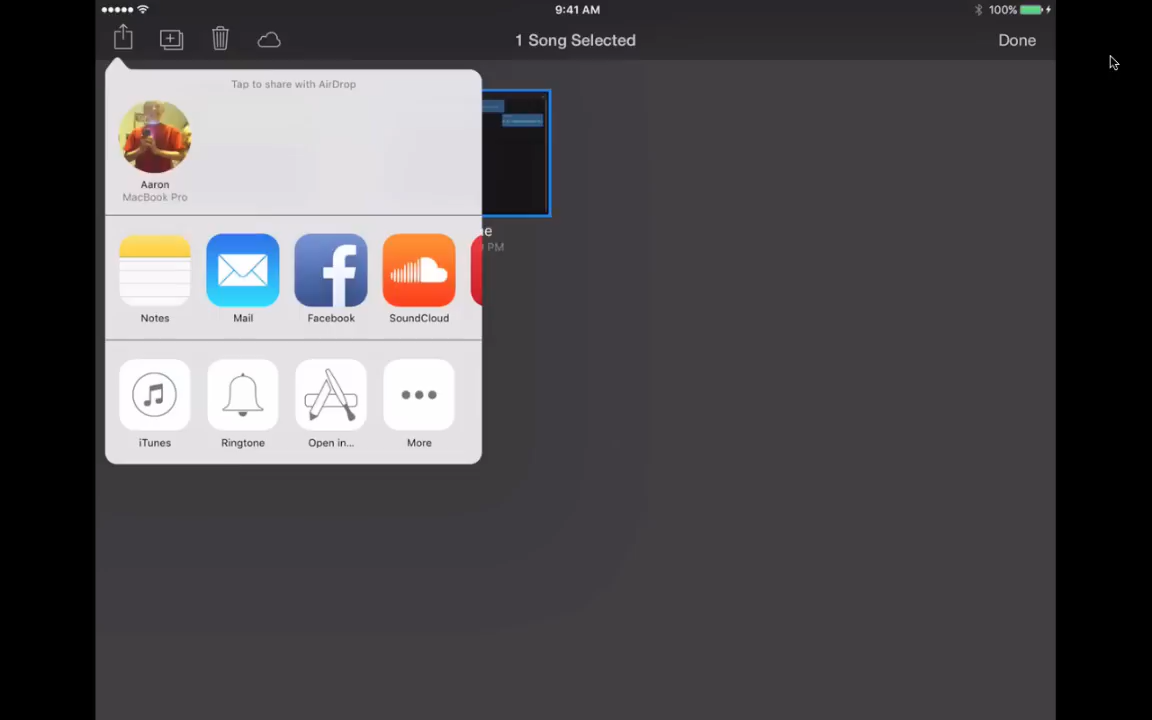 9:41 AM
100%
1 Song Selected
Done
Tap to share with AirDrop
Aaron
MacBook Pro
PM
Notes
Mail
Facebook
SoundCloud
iTunes
Ringtone
Open in...
More